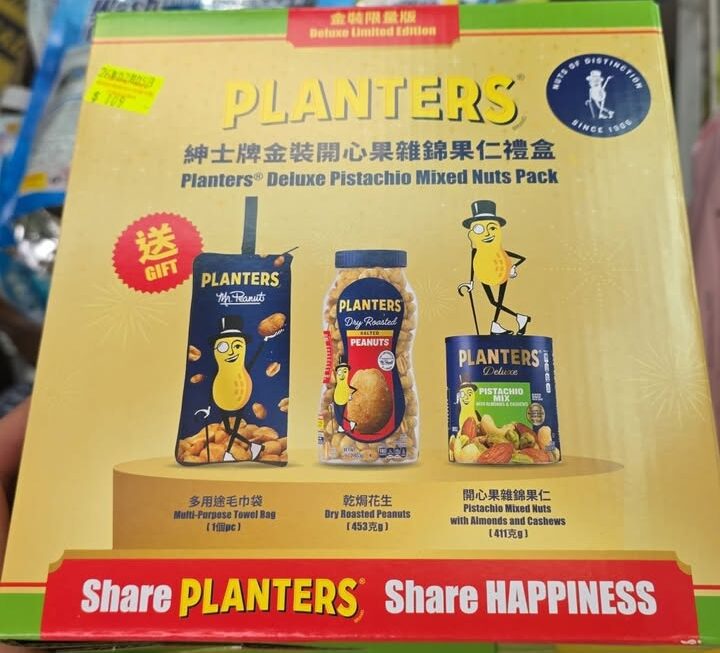 金裝限量版
Deluxe Limited Edition
$ 109
PLANTERS®
NUTS OF DISTINCTION
SINCE 1906
紳士牌金裝開心果雜錦果仁禮盒
Planters® Deluxe Pistachio Mixed Nuts Pack
送
GIFT
PLANTERS
Mr. Peanut
PLANTERS
Dry Roasted
SALTED
PEANUTS
PLANTERS
Deluxe
PISTACHIO
MIX
WITH ALMONDS & CASHEWS
多用途毛巾袋
Multi-Purpose Towel Bag
(1個pc)
乾焗花生
Dry Roasted Peanuts
(453克g)
開心果雜錦果仁
Pistachio Mixed Nuts
with Almonds and Cashews
(411克g)
Share PLANTERS® Share HAPPINESS